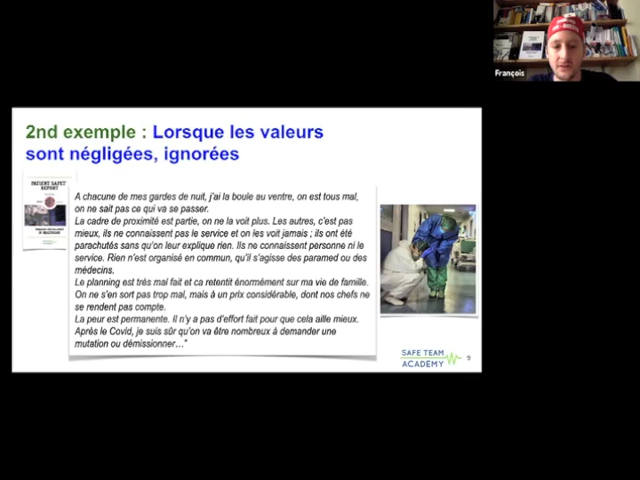 François
2nd exemple : Lorsque les valeurs
sont négligées, ignorées
PATIENT SAFETY
REPORT
A chacune de mes gardes de nuit, j'ai la boule au ventre, on est tous mal,
on ne sait pas ce qui va se passer.
La cadre de proximité est partie, on ne la voit plus. Les autres, c'est pas
mieux, ils ne connaissent pas le service et on les voit jamais ; ils ont été
parachutés sans qu'on leur explique rien. Ils ne connaissent personne ni le
service. Rien n'est organisé en commun, qu'il s'agisse des paramed ou des
médecins.
Le planning est très mal fait et ca retentit énormément sur ma vie de famille.
On ne s'en sort pas trop mal, mais à un prix considérable, dont nos chefs ne
se rendent pas compte.
La peur est permanente. Il n'y a pas d'effort fait pour que cela aille mieux.
Après le Covid, je suis sûr qu'on va être nombreux à demander une
mutation ou démissionner…"
SAFE TEAM
ACADEMY
9